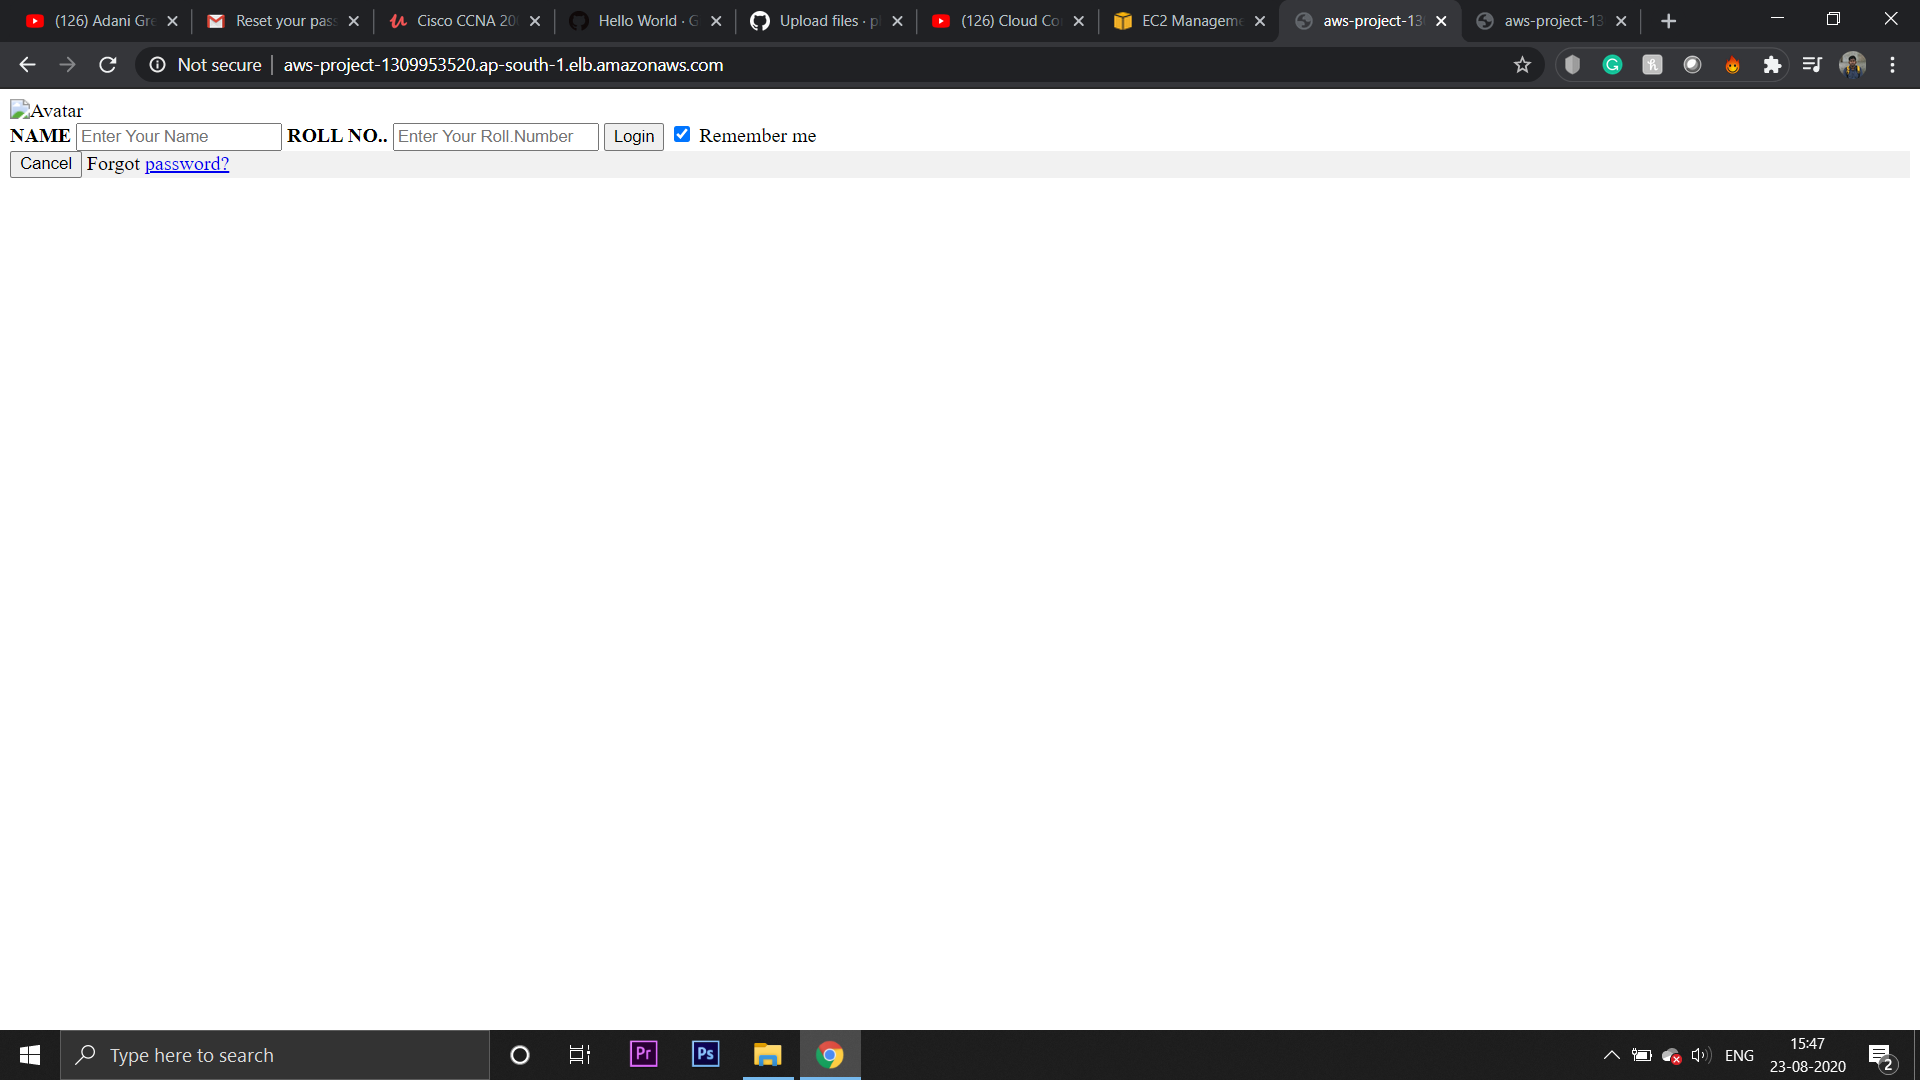 (126) Adani Gre
Reset your pass
Cisco CCNA 20
Hello World · G
Upload files · p
(126) Cloud Co
EC2 Manageme
aws-project-13
aws-project-13
Not secure
aws-project-1309953520.ap-south-1.elb.amazonaws.com
Avatar
NAME Enter Your Name ROLL NO.. Enter Your Roll.Number Login Remember me
Cancel Forgot password?
Type here to search
Pr
Ps
ENG
15:47
23-08-2020
2